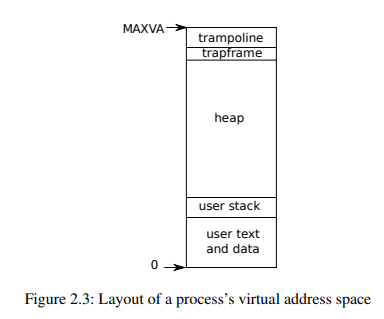 MAXVA
trampoline
trapframe
heap
user stack
user text
and data
0
Figure 2.3: Layout of a process's virtual address space